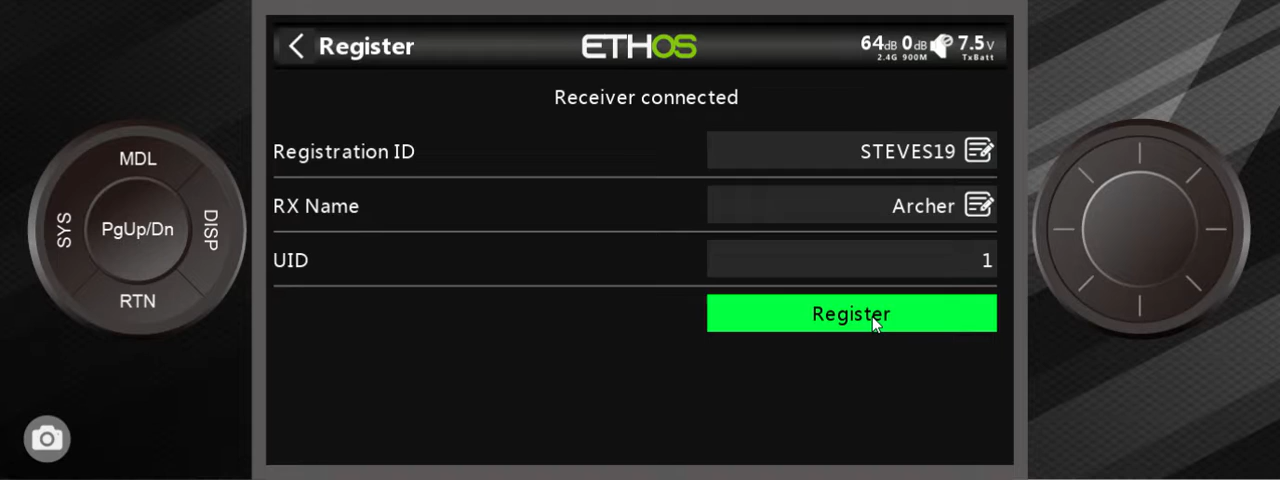 Register
ETHOS
64dB 0dB 7.5V
2.4G 900M TxBatt
Receiver connected
Registration ID STEVES19
RX Name Archer
UID 1
Register
MDL
SYS
PgUp/Dn
DISP
RTN